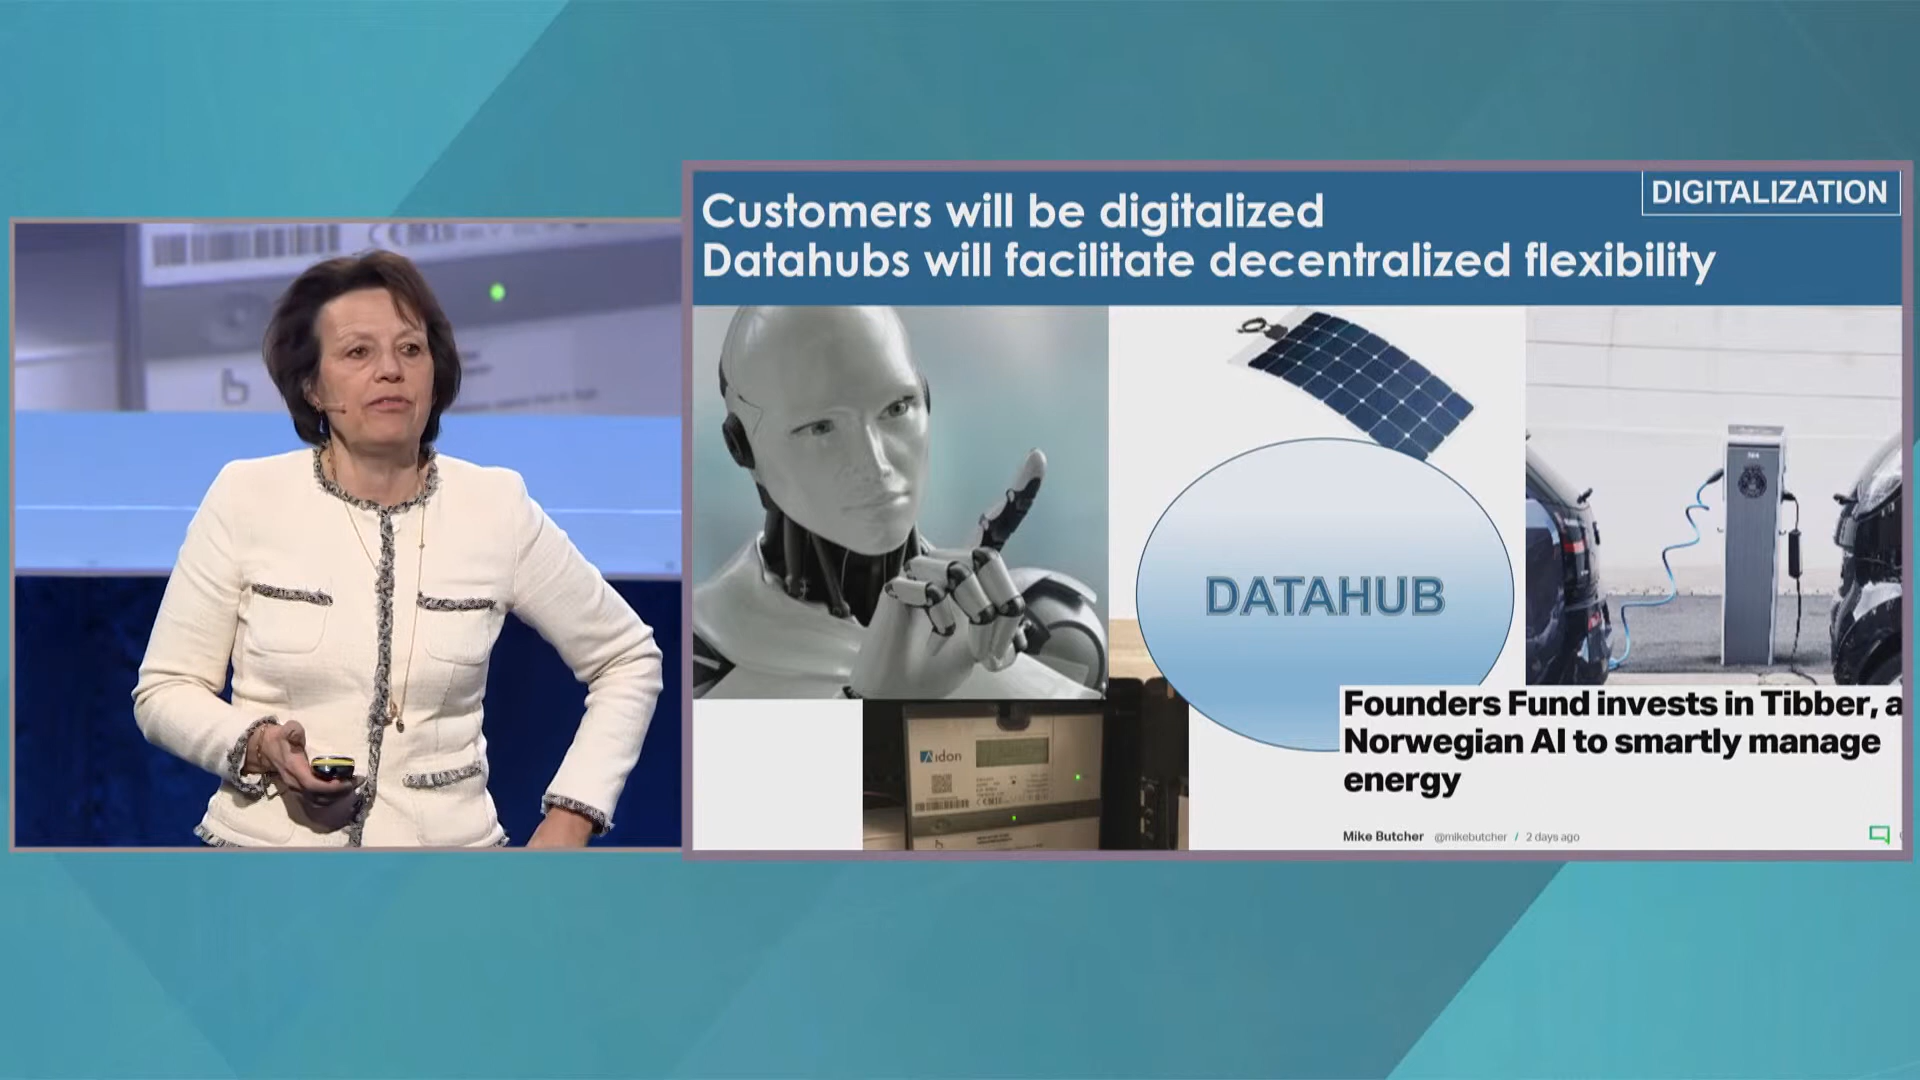 Customers will be digitalized
Datahubs will facilitate decentralized flexibility
DIGITALIZATION
DATAHUB
Aidon
Founders Fund invests in Tibber, a
Norwegian AI to smartly manage
energy
Mike Butcher @mikebutcher / 2 days ago